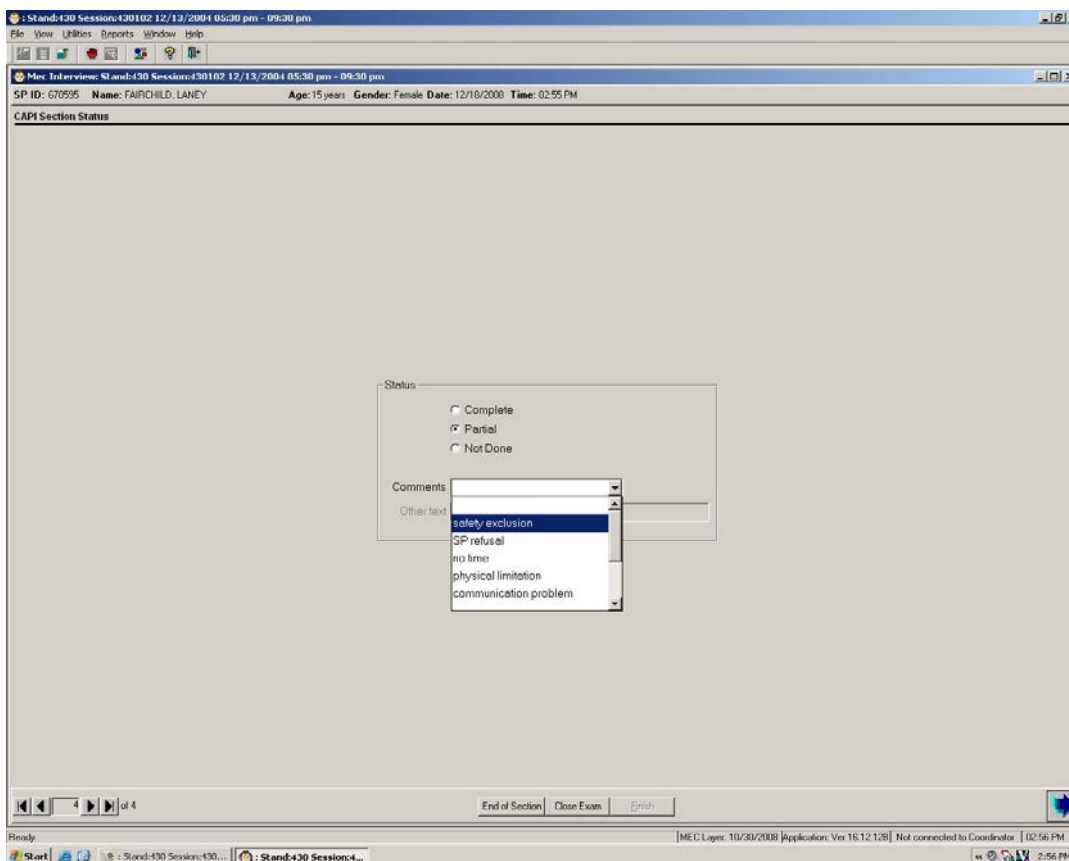 : Stand:430 Session:430102 12/13/2004 05:30 pm - 09:30 pm
File View Utilities Reports Window Help
Mec Interview: Stand:430 Session:430102 12/13/2004 05:30 pm - 09:30 pm
SP ID: 670595 Name: FAIRCHILD, LANEY Age: 15 years Gender: Female Date: 12/18/2008 Time: 02:55 PM
CAPI Section Status
Status
Complete
Partial
Not Done
Comments
Other text
safety exclusion
SP refusal
no time
physical limitation
communication problem
4 of 4
End of Section Close Exam Finish
Ready MEC Layer: 10/30/2008 Application: Ver 16.12.128 Not connected to Coordinator 02:56 PM
Start : Stand:430 Session:430... : Stand:430 Session:4... 2:56 PM